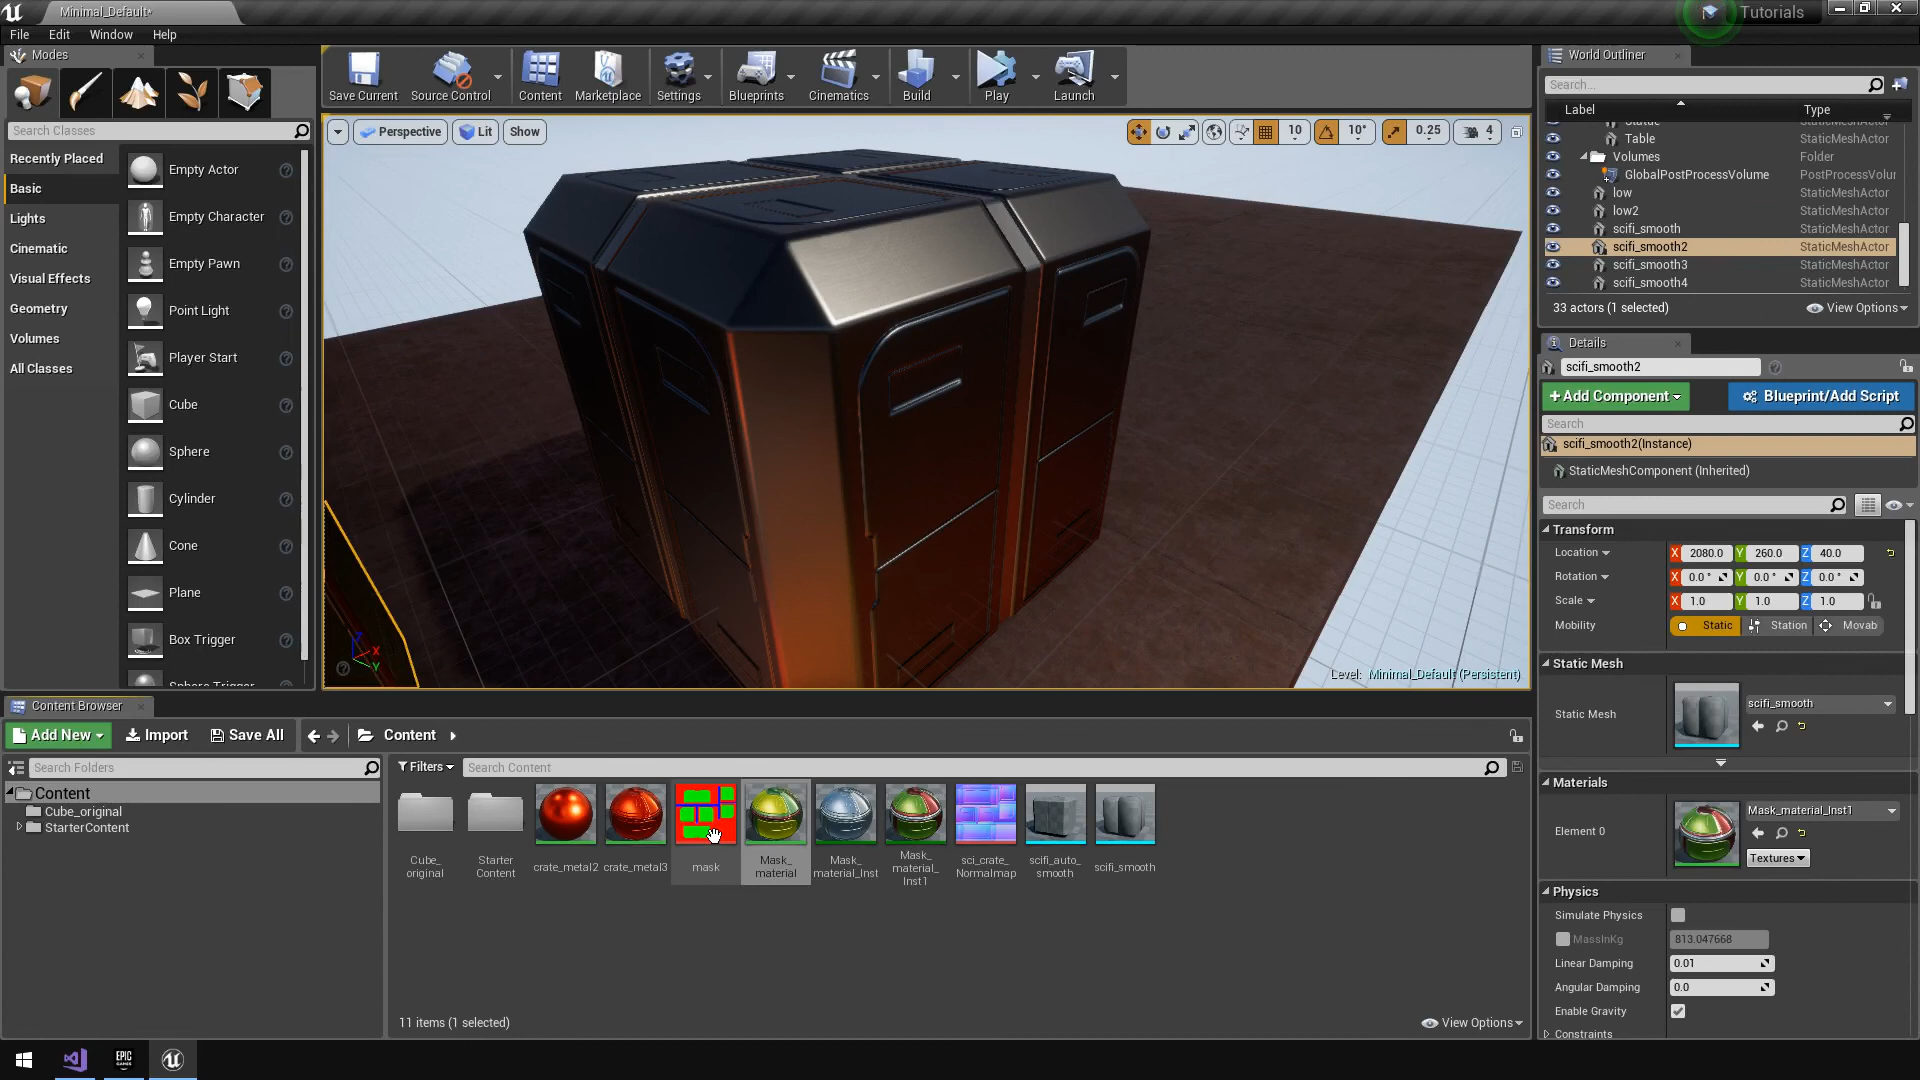 Minimal_Default*
Tutorials
File Edit Window Help
Modes
Search Classes
Recently Placed
Basic
Lights
Cinematic
Visual Effects
Geometry
Volumes
All Classes
Empty Actor
Empty Character
Empty Pawn
Point Light
Player Start
Cube
Sphere
Cylinder
Cone
Plane
Box Trigger
Sphere Trigger
Save Current
Source Control
Content
Marketplace
Settings
Blueprints
Cinematics
Build
Play
Launch
Perspective
Lit
Show
10
10°
0.25
4
X
Y
Z
Level: Minimal_Default (Persistent)
World Outliner
Search...
Label
Type
Statue StaticMeshActor
Table StaticMeshActor
Volumes Folder
GlobalPostProcessVolume PostProcessVolur
low StaticMeshActor
low2 StaticMeshActor
scifi_smooth StaticMeshActor
scifi_smooth2 StaticMeshActor
scifi_smooth3 StaticMeshActor
scifi_smooth4 StaticMeshActor
33 actors (1 selected)
View Options
Details
scifi_smooth2
+Add Component
Blueprint/Add Script
Search
scifi_smooth2(Instance)
StaticMeshComponent (Inherited)
Search
Transform
Location X 2080.0 Y 260.0 Z 40.0
Rotation X 0.0 ° Y 0.0 ° Z 0.0 °
Scale X 1.0 Y 1.0 Z 1.0
Mobility Static Station Movab
Static Mesh
Static Mesh
scifi_smooth
Materials
Element 0
Mask_material_Inst1
Textures
Physics
Simulate Physics
MassInKg 813.047668
Linear Damping 0.01
Angular Damping 0.0
Enable Gravity
Constraints
Content Browser
Add New
Import
Save All
Content
Search Folders
Content
Cube_original
StarterContent
Filters
Search Content
Cube_
original
Starter
Content
crate_metal2
crate_metal3
mask
Mask_
material
Mask_
material_Inst
Mask_
material_
Inst1
sci_crate_
Normalmap
scifi_auto_
smooth
scifi_smooth
11 items (1 selected)
View Options
EPIC
GAMES